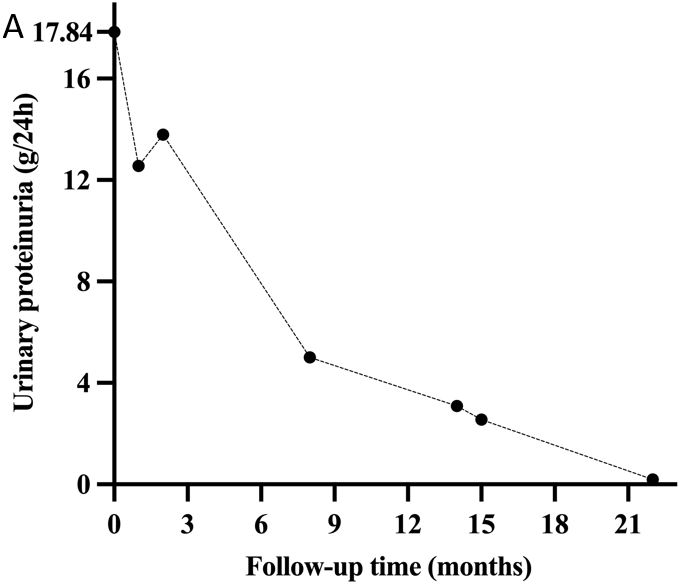 A
17.84
16
12
8
4
0
Urinary proteinuria (g/24h)
0 3 6 9 12 15 18 21
Follow-up time (months)